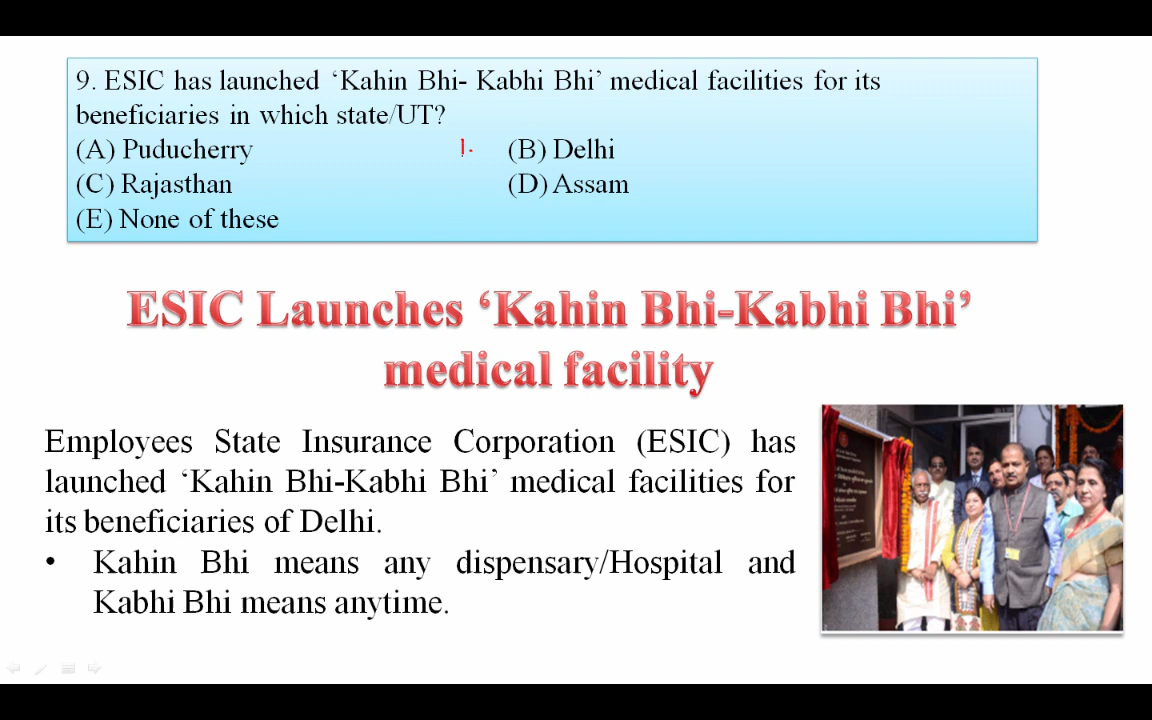 9. ESIC has launched ‘Kahin Bhi- Kabhi Bhi’ medical facilities for its
beneficiaries in which state/UT?
(A) Puducherry (B) Delhi
(C) Rajasthan (D) Assam
(E) None of these
ESIC Launches ‘Kahin Bhi-Kabhi Bhi’
medical facility
Employees State Insurance Corporation (ESIC) has
launched ‘Kahin Bhi-Kabhi Bhi’ medical facilities for
its beneficiaries of Delhi.
• Kahin Bhi means any dispensary/Hospital and
Kabhi Bhi means anytime.